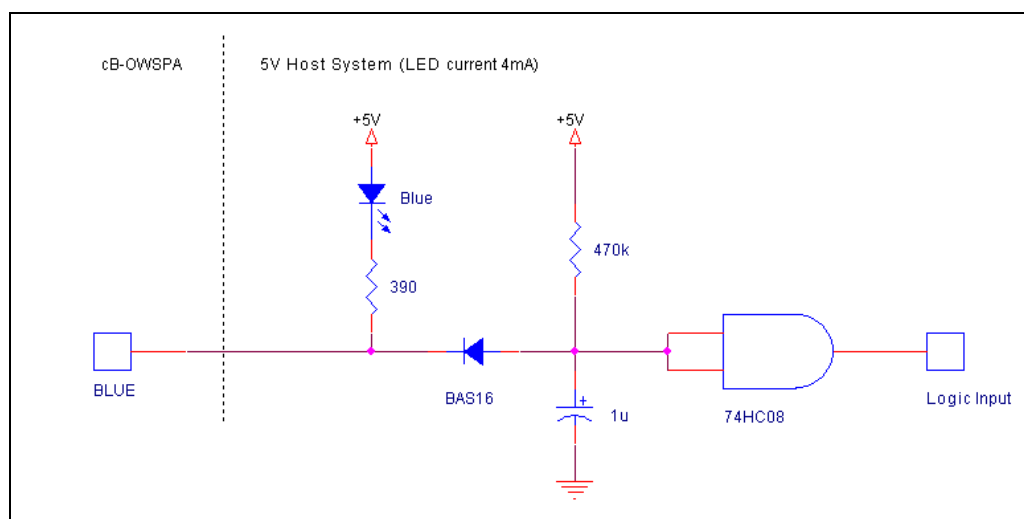 cB-OWSPA
5V Host System (LED current 4mA)
+5V
+5V
Blue
470k
390
BLUE
BAS16
+
1u
74HC08
Logic Input